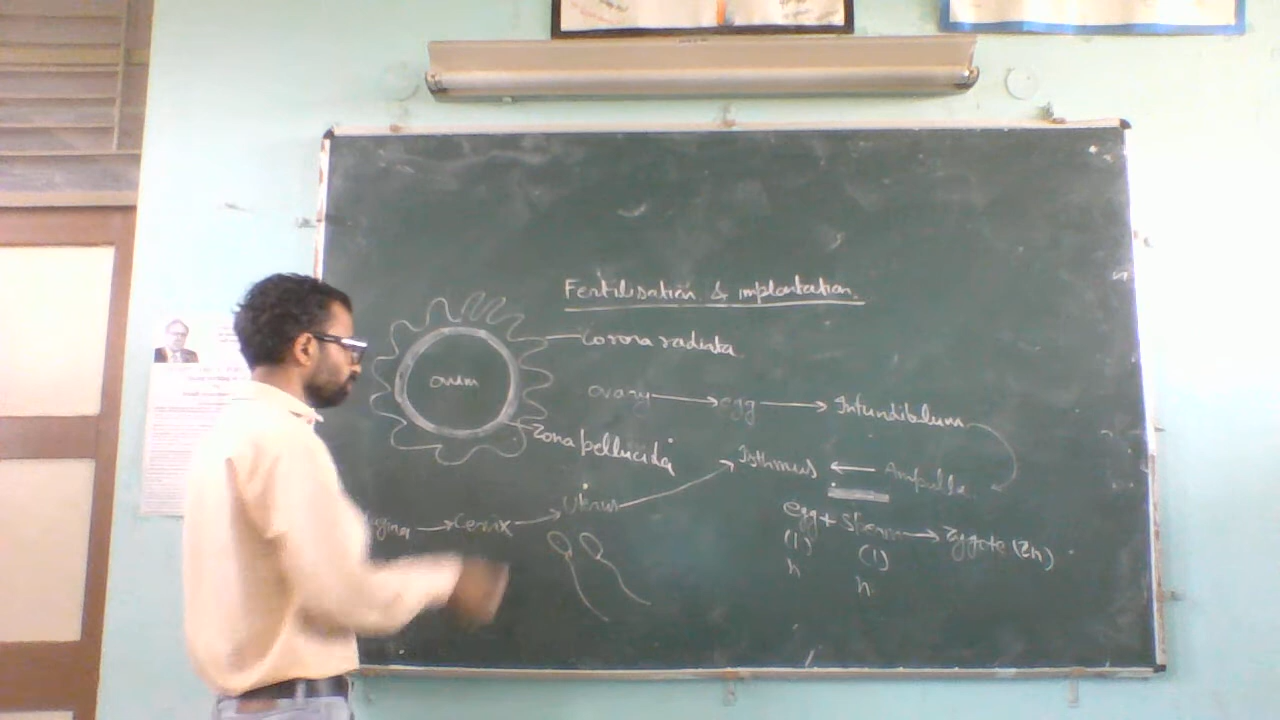 Fertilisation & implantation.
Corona radiata
ovum
ovary → egg → Infundibulum
Zona pellucida
Isthmus ← Ampulla
Cervix → Uterus
egg + Sperm → Zygote (2n)
(1) (1)
n n